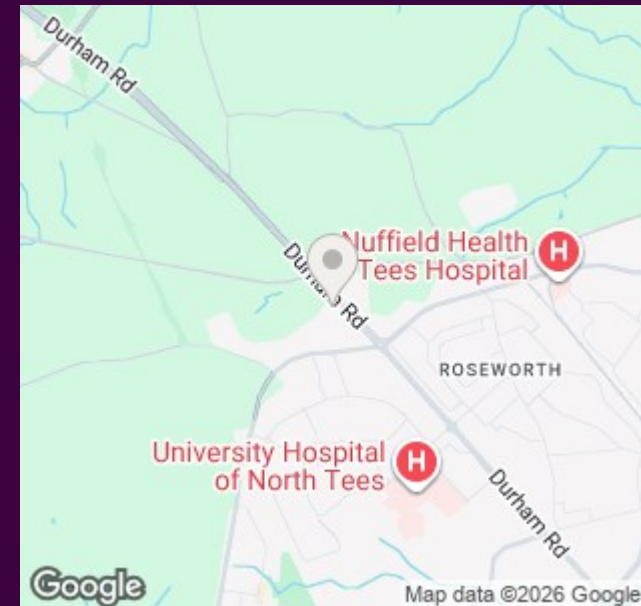 Durham Rd
Nuffield Health
Tees Hospital
H
Durham Rd
ROSEWORTH
University Hospital
of North Tees
H
Durham Rd
Google
Map data ©2026 Google